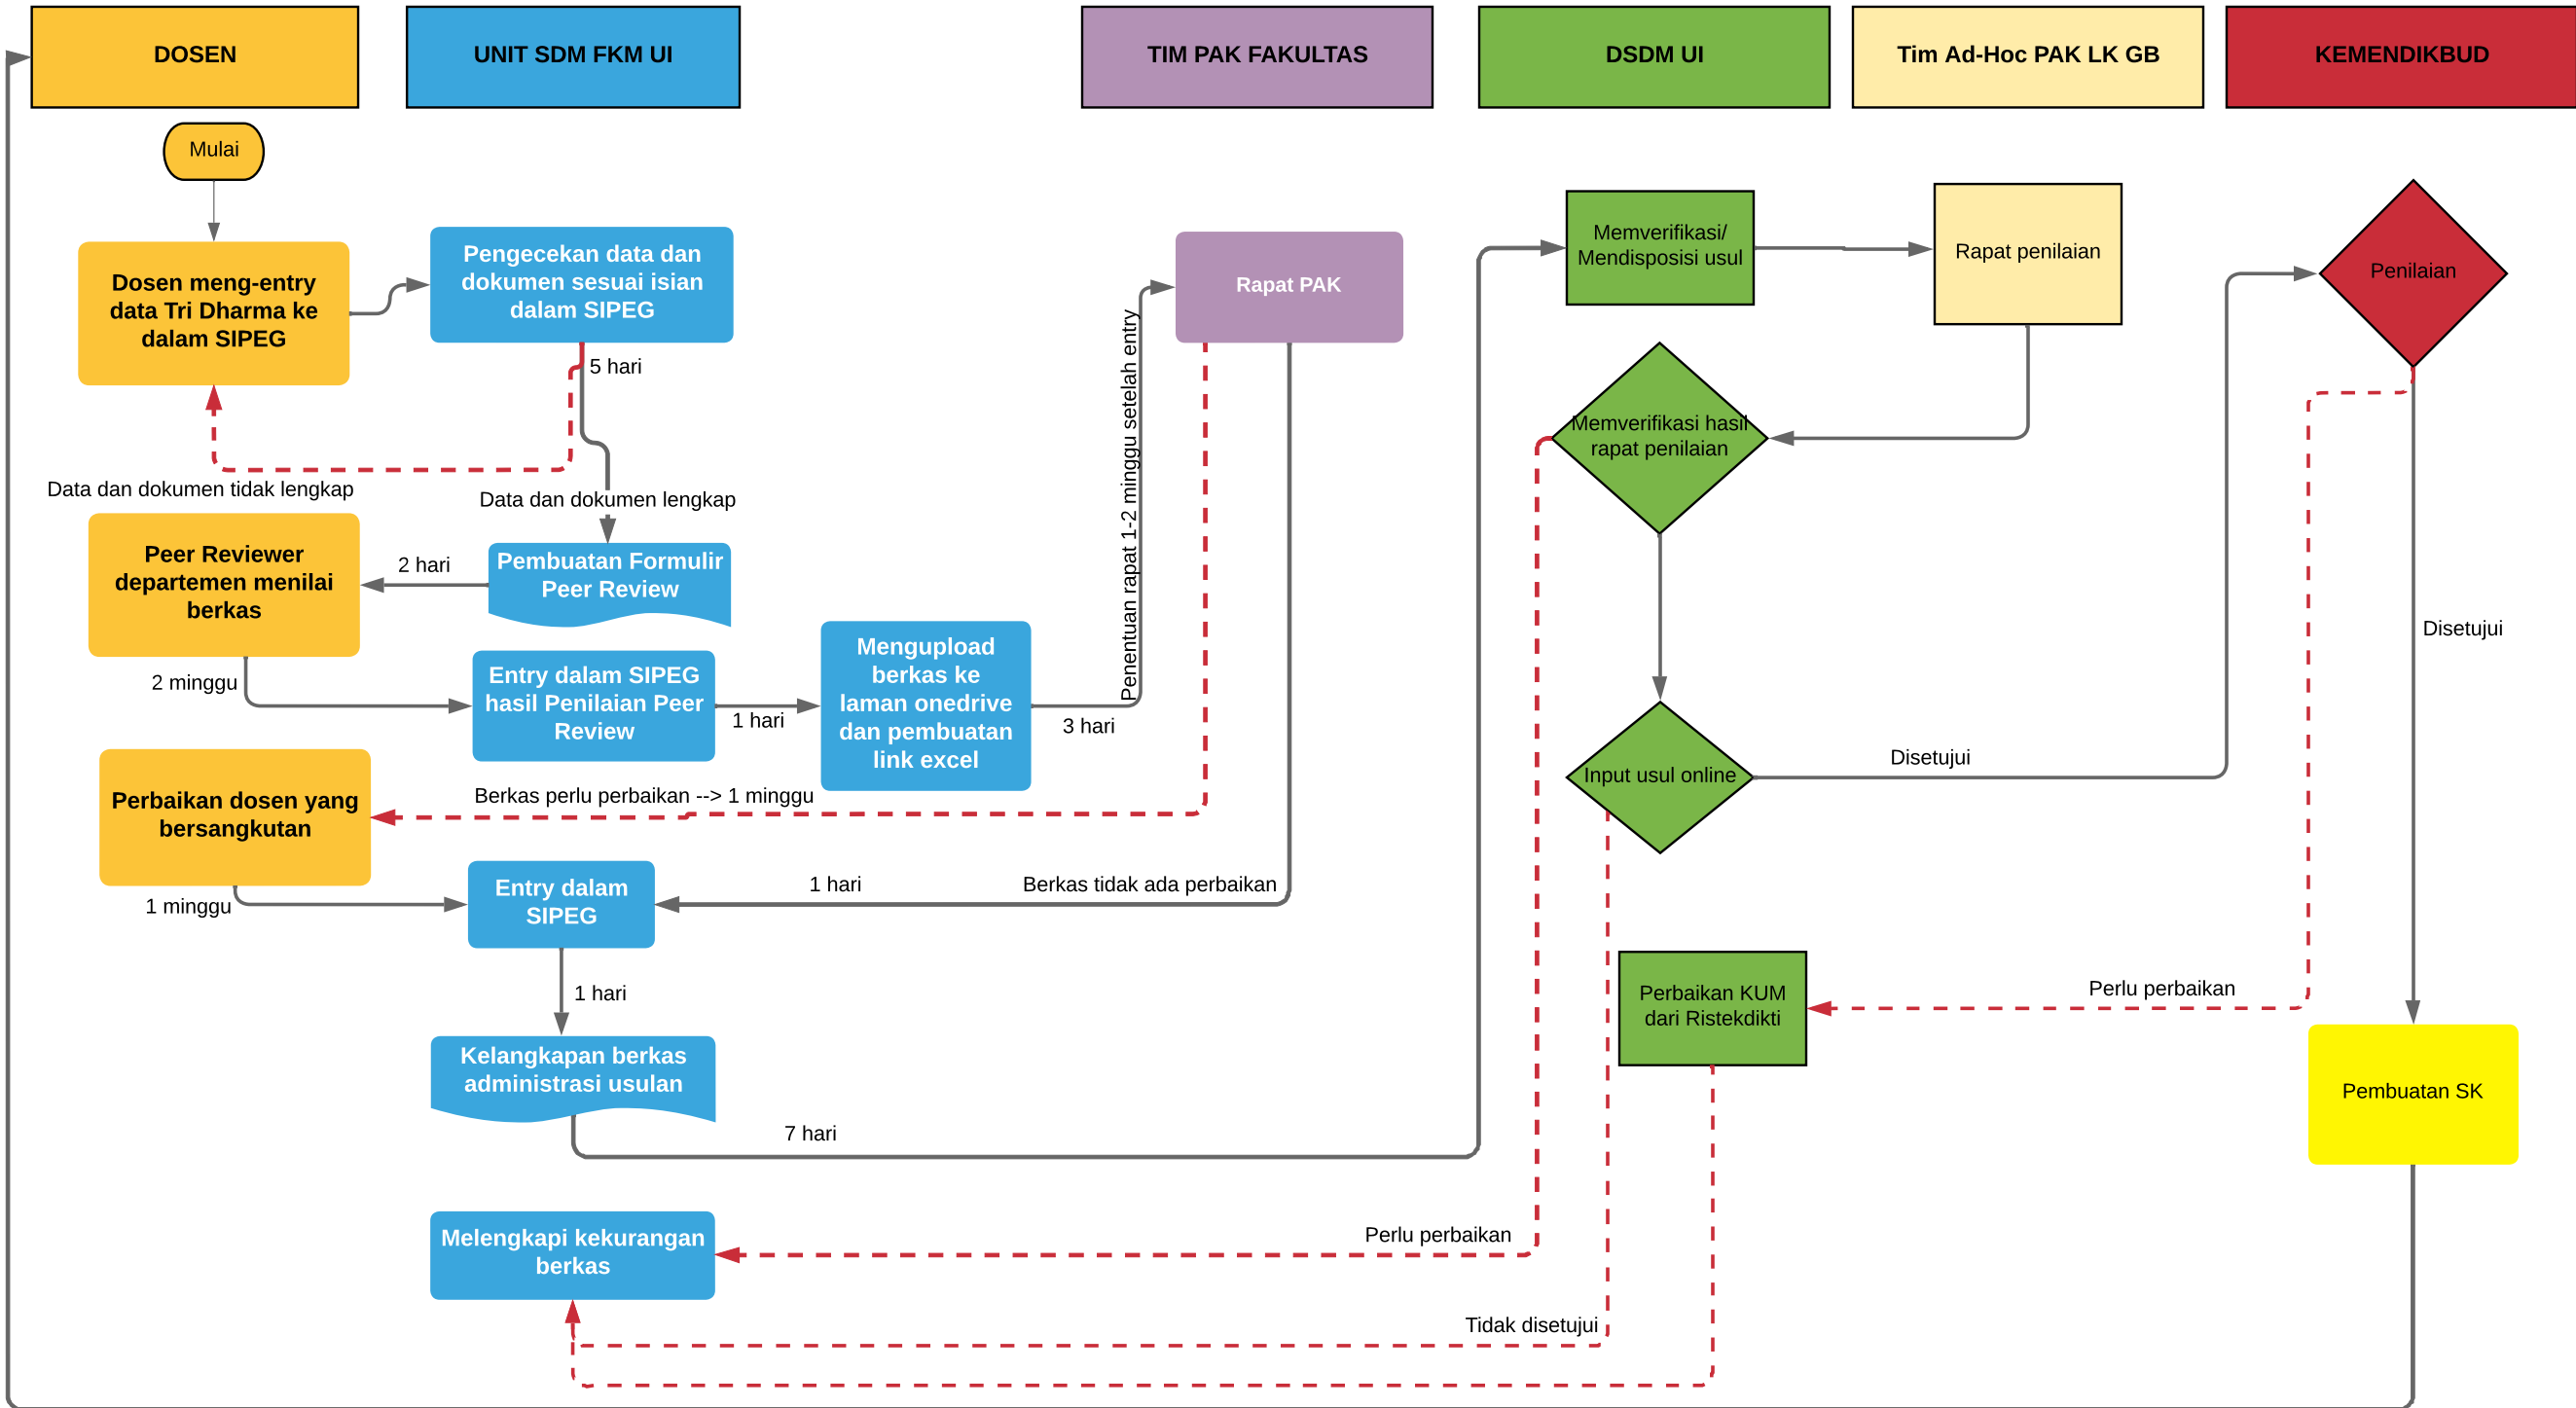 DOSEN
UNIT SDM FKM UI
TIM PAK FAKULTAS
DSDM UI
Tim Ad-Hoc PAK LK GB
KEMENDIKBUD
Mulai
Dosen meng-entry
data Tri Dharma ke
dalam SIPEG
Pengecekan data dan
dokumen sesuai isian
dalam SIPEG
5 hari
Data dan dokumen tidak lengkap
Data dan dokumen lengkap
Pembuatan Formulir
Peer Review
2 hari
Peer Reviewer
departemen menilai
berkas
2 minggu
Entry dalam SIPEG
hasil Penilaian Peer
Review
1 hari
Mengupload
berkas ke
laman onedrive
dan pembuatan
link excel
3 hari
Penentuan rapat 1-2 minggu setelah entry
Rapat PAK
Berkas perlu perbaikan --> 1 minggu
Perbaikan dosen yang
bersangkutan
1 minggu
Entry dalam
SIPEG
1 hari
Berkas tidak ada perbaikan
1 hari
Kelangkapan berkas
administrasi usulan
7 hari
Memverifikasi/
Mendisposisi usul
Rapat penilaian
Memverifikasi hasil
rapat penilaian
Input usul online
Disetujui
Penilaian
Disetujui
Perlu perbaikan
Perbaikan KUM
dari Ristekdikti
Pembuatan SK
Melengkapi kekurangan
berkas
Perlu perbaikan
Tidak disetujui